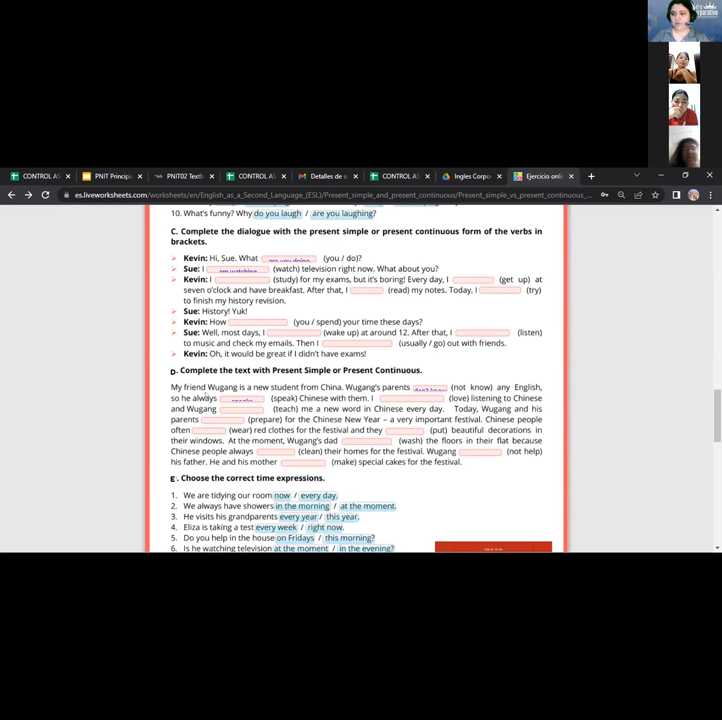 CONTROL AS
PNIT Princip
PNIT02 Textb
CONTROL AS
Detalles de
CONTROL AS
Ingles Corpo
Ejercicio onli
es.liveworksheets.com/worksheets/en/English_as_a_Second_Language_(ESL)/Present_simple_and_present_continuous/Present_simple_vs_present_continuous_...
10. What's funny? Why do you laugh / are you laughing?
C. Complete the dialogue with the present simple or present continuous form of the verbs in
brackets.
Kevin: Hi, Sue. What are you doing (you / do)?
Sue: I am watching (watch) television right now. What about you?
Kevin: I (study) for my exams, but it's boring! Every day, I (get up) at
seven o'clock and have breakfast. After that, I (read) my notes. Today, I (try)
to finish my history revision.
Sue: History! Yuk!
Kevin: How (you / spend) your time these days?
Sue: Well, most days, I (wake up) at around 12. After that, I (listen)
to music and check my emails. Then I (usually / go) out with friends.
Kevin: Oh, it would be great if I didn't have exams!
D. Complete the text with Present Simple or Present Continuous.
My friend Wugang is a new student from China. Wugang's parents don't know (not know) any English,
so he always speaks (speak) Chinese with them. I (love) listening to Chinese
and Wugang (teach) me a new word in Chinese every day. Today, Wugang and his
parents (prepare) for the Chinese New Year – a very important festival. Chinese people
often (wear) red clothes for the festival and they (put) beautiful decorations in
their windows. At the moment, Wugang's dad (wash) the floors in their flat because
Chinese people always (clean) their homes for the festival. Wugang (not help)
his father. He and his mother (make) special cakes for the festival.
E. Choose the correct time expressions.
1. We are tidying our room now / every day.
2. We always have showers in the morning / at the moment.
3. He visits his grandparents every year / this year.
4. Eliza is taking a test every week / right now.
5. Do you help in the house on Fridays / this morning?
6. Is he watching television at the moment / in the evening?